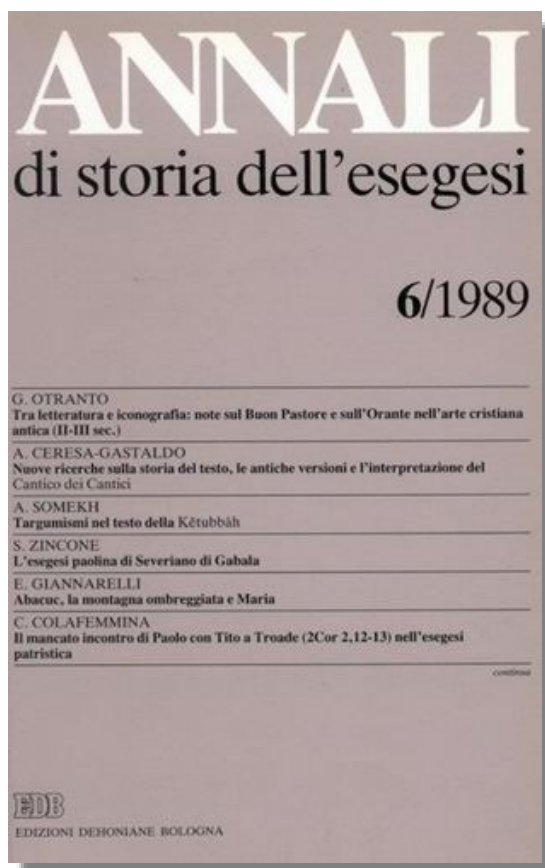 ANNALI
di storia dell'esegesi
6/1989
G. OTRANTO
Tra letteratura e iconografia: note sul Buon Pastore e sull'Orante nell'arte cristiana
antica (II-III sec.)
A. CERESA-GASTALDO
Nuove ricerche sulla storia del testo, le antiche versioni e l'interpretazione del
Cantico dei Cantici
A. SOMEKH
Targumismi nel testo della Kĕtubbàh
S. ZINCONE
L'esegesi paolina di Severiano di Gabala
E. GIANNARELLI
Abacuc, la montagna ombreggiata e Maria
C. COLAFEMMINA
Il mancato incontro di Paolo con Tito a Troade (2Cor 2,12-13) nell'esegesi
patristica
continua
EDB
EDIZIONI DEHONIANE BOLOGNA